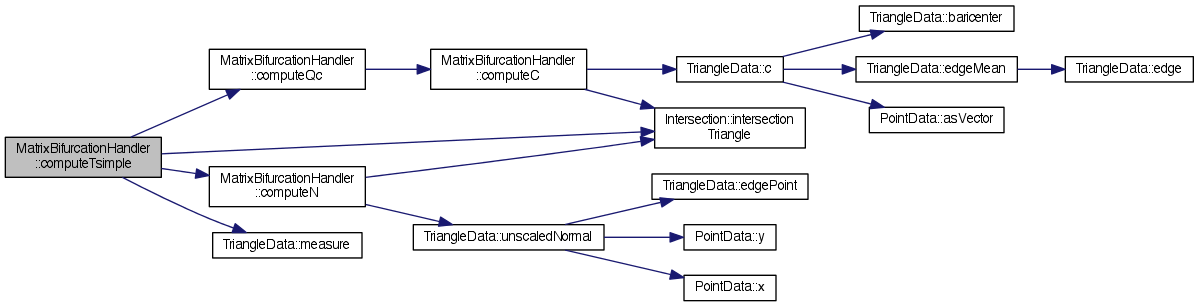 MatrixBifurcationHandler
::computeTsimple
MatrixBifurcationHandler
::computeQc
MatrixBifurcationHandler
::computeC
TriangleData::c
TriangleData::baricenter
TriangleData::edgeMean
TriangleData::edge
PointData::asVector
Intersection::intersection
Triangle
MatrixBifurcationHandler
::computeN
TriangleData::unscaledNormal
TriangleData::edgePoint
PointData::y
PointData::x
TriangleData::measure